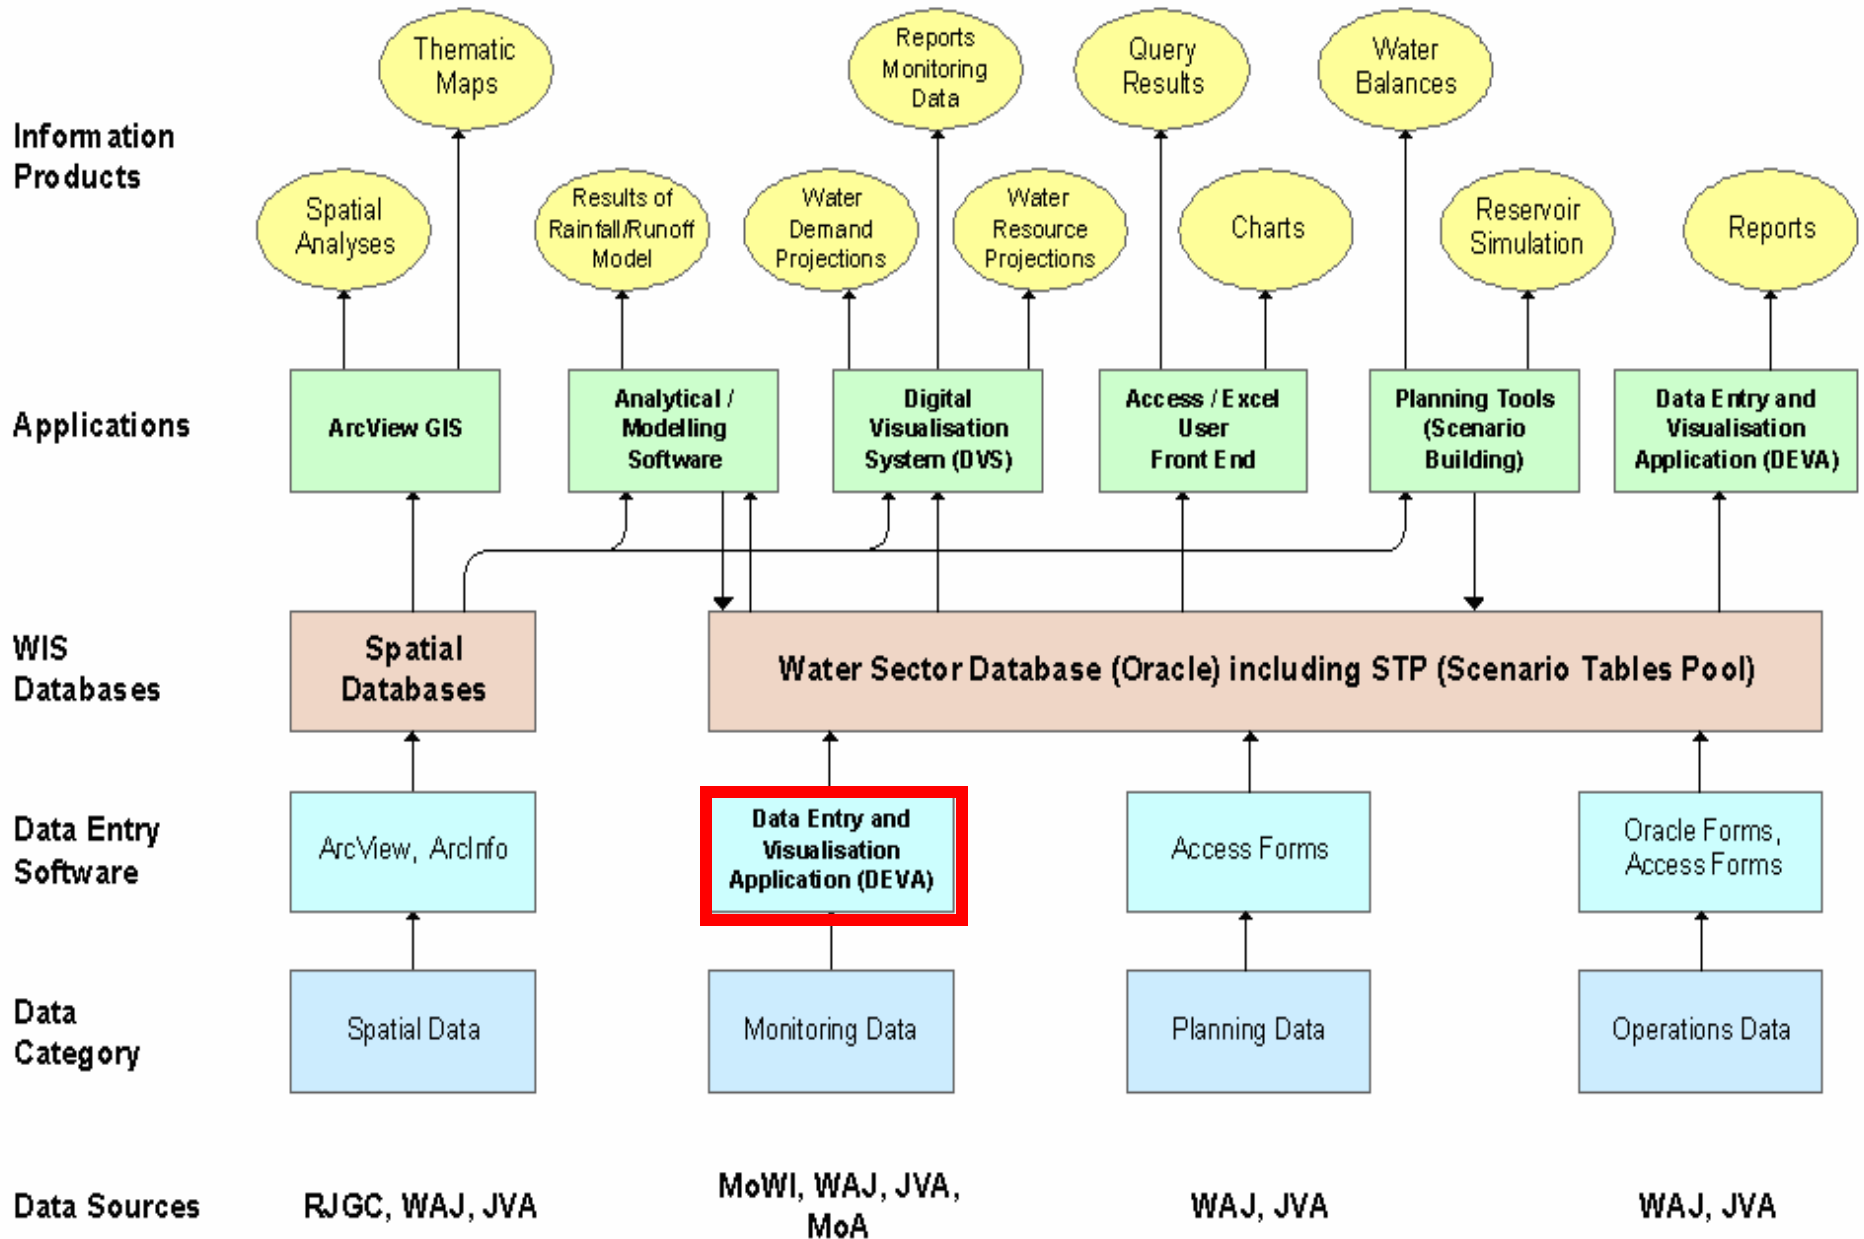 Thematic
Maps
Reports
Monitoring
Data
Query
Results
Water
Balances
Information
Products
Spatial
Analyses
Results of
Rainfall/Runoff
Model
Water
Demand
Projections
Water
Resource
Projections
Charts
Reservoir
Simulation
Reports
Applications
ArcView GIS
Analytical /
Modelling
Software
Digital
Visualisation
System (DVS)
Access / Excel
User
Front End
Planning Tools
(Scenario
Building)
Data Entry and
Visualisation
Application (DEVA)
WIS
Databases
Spatial
Databases
Water Sector Database (Oracle) including STP (Scenario Tables Pool)
Data Entry
Software
ArcView, ArcInfo
Data Entry and
Visualisation
Application (DEVA)
Access Forms
Oracle Forms,
Access Forms
Data
Category
Spatial Data
Monitoring Data
Planning Data
Operations Data
Data Sources
RJGC, WAJ, JVA
MoWI, WAJ, JVA,
MoA
WAJ, JVA
WAJ, JVA